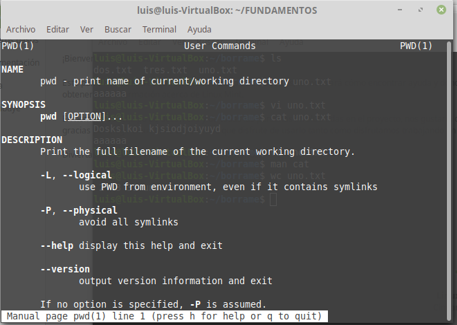 luis@luis-VirtualBox: ~/FUNDAMENTOS
Archivo Editar Ver Buscar Terminal Ayuda
PWD(1) User Commands PWD(1)
NAME
pwd - print name of current/working directory
SYNOPSIS
pwd [OPTION]...
DESCRIPTION
Print the full filename of the current working directory.
-L, --logical
use PWD from environment, even if it contains symlinks
-P, --physical
avoid all symlinks
--help display this help and exit
--version
output version information and exit
If no option is specified, -P is assumed.
Manual page pwd(1) line 1 (press h for help or q to quit)